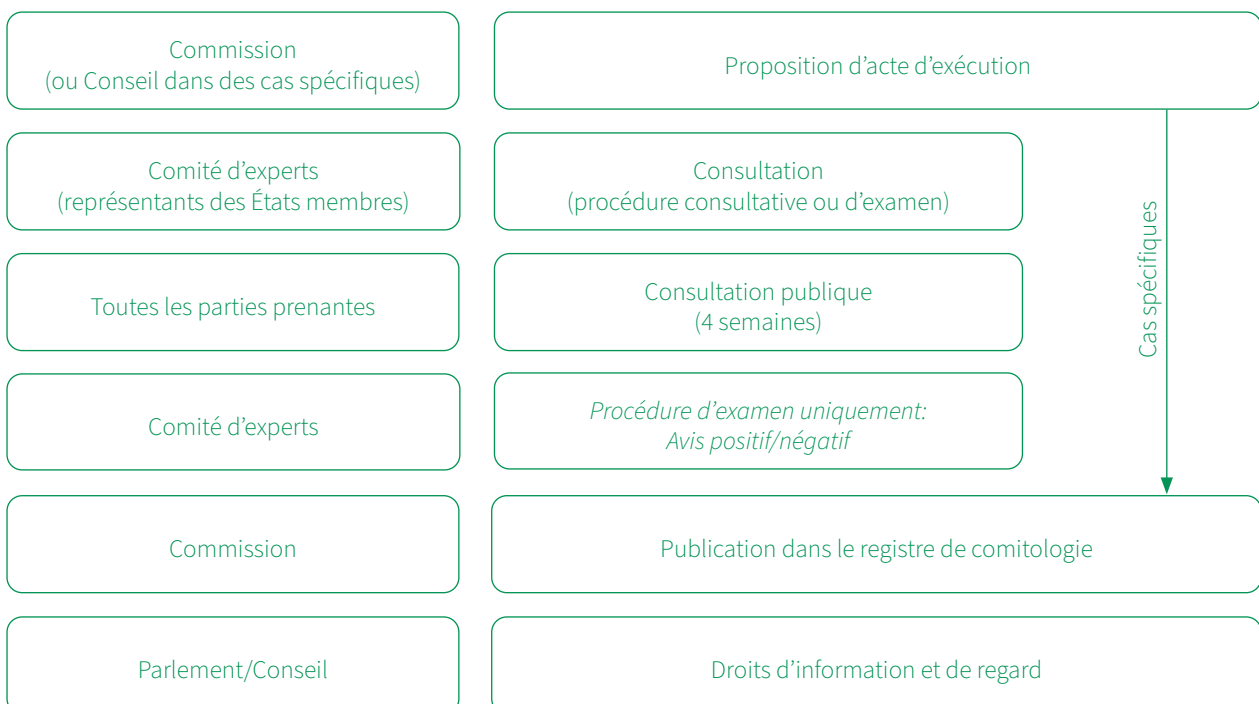 Commission
(ou Conseil dans des cas spécifiques)
Proposition d’acte d’exécution
Comité d’experts
(représentants des États membres)
Consultation
(procédure consultative ou d’examen)
Toutes les parties prenantes
Consultation publique
(4 semaines)
Cas spécifiques
Comité d’experts
Procédure d’examen uniquement:
Avis positif/négatif
Commission
Publication dans le registre de comitologie
Parlement/Conseil
Droits d’information et de regard